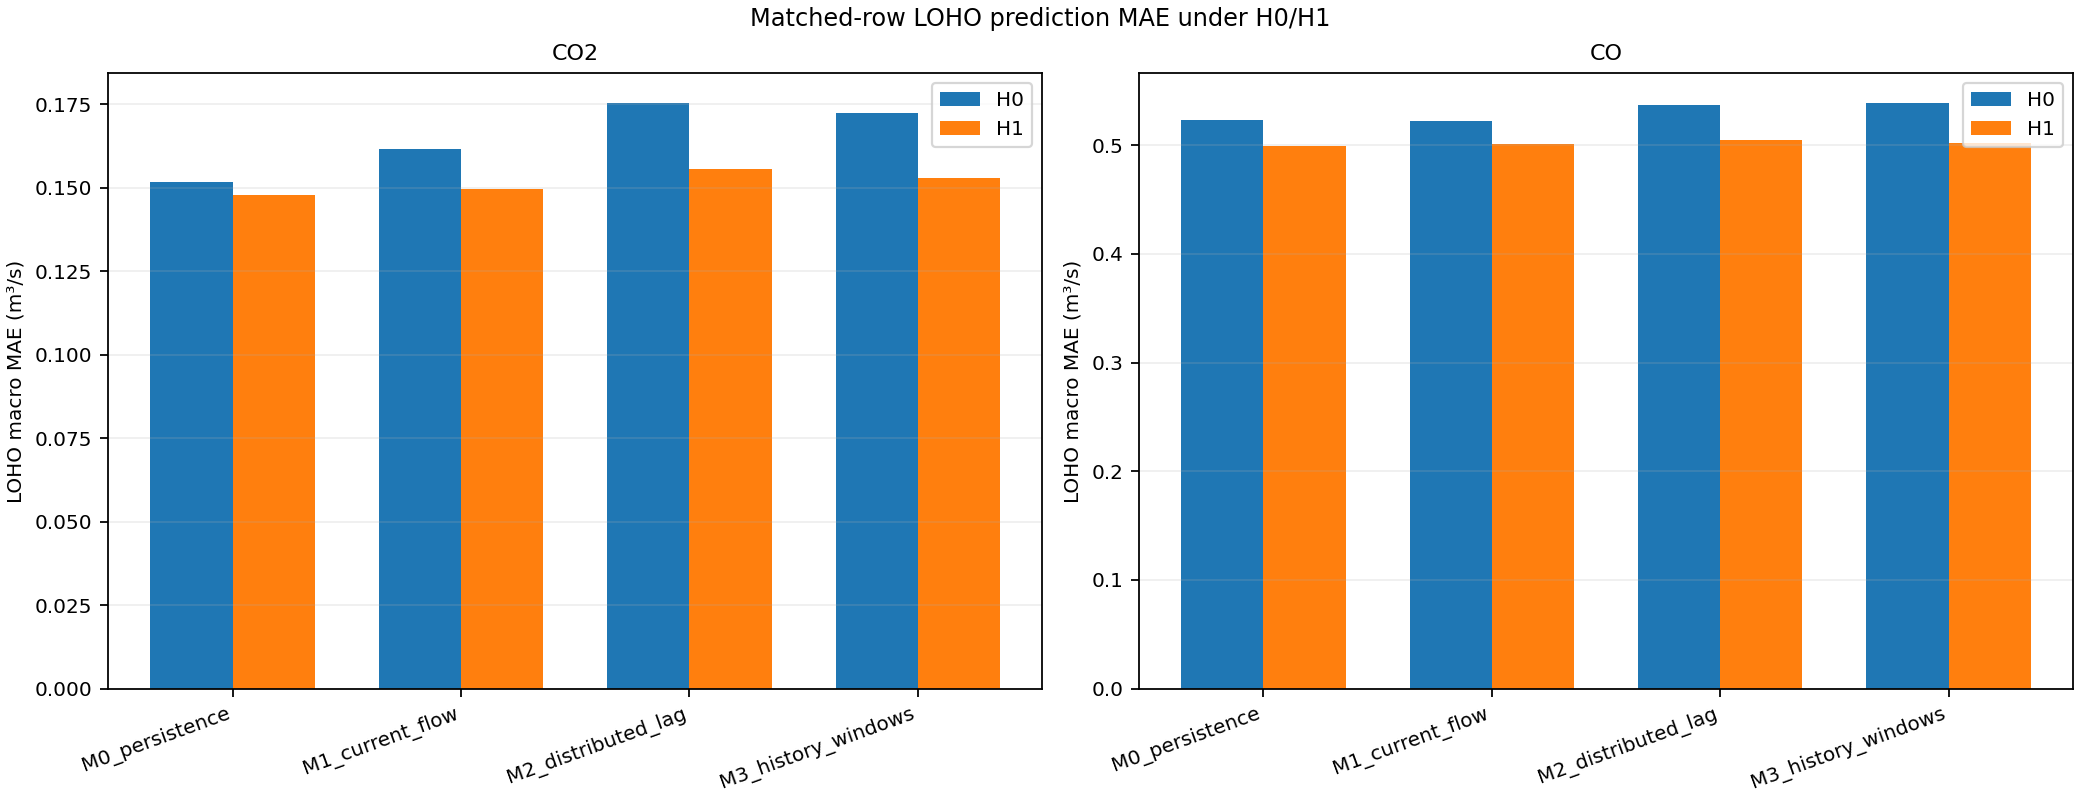 Matched-row LOHO prediction MAE under H0/H1
CO2
LOHO macro MAE (m³/s)
0.175
0.150
0.125
0.100
0.075
0.050
0.025
0.000
H0
H1
M0_persistence
M1_current_flow
M2_distributed_lag
M3_history_windows
CO
LOHO macro MAE (m³/s)
0.5
0.4
0.3
0.2
0.1
0.0
H0
H1
M0_persistence
M1_current_flow
M2_distributed_lag
M3_history_windows